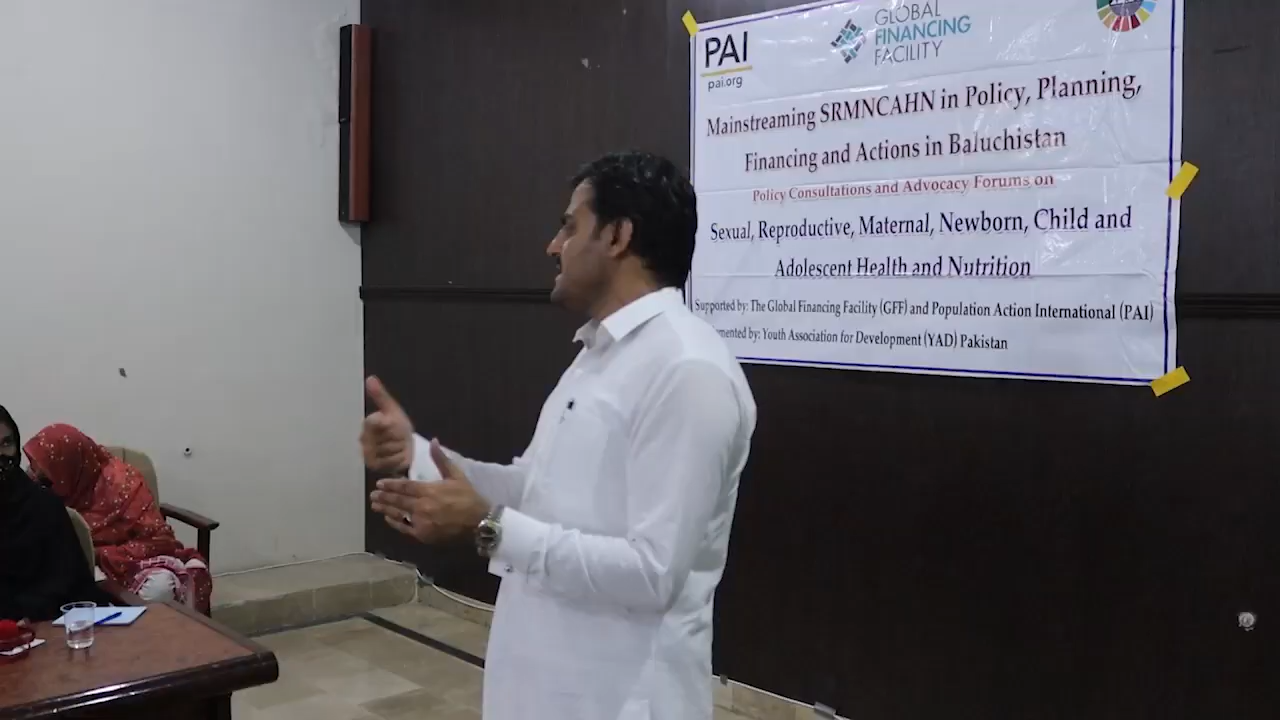 PAI
pai.org
GLOBAL
FINANCING
FACILITY
Mainstreaming SRMNCAHN in Policy, Planning,
Financing and Actions in Baluchistan
Policy Consultations and Advocacy Forums on
Sexual, Reproductive, Maternal, Newborn, Child and
Adolescent Health and Nutrition
Supported by: The Global Financing Facility (GFF) and Population Action International (PAI)
by: Youth Association for Development (YAD) Pakistan